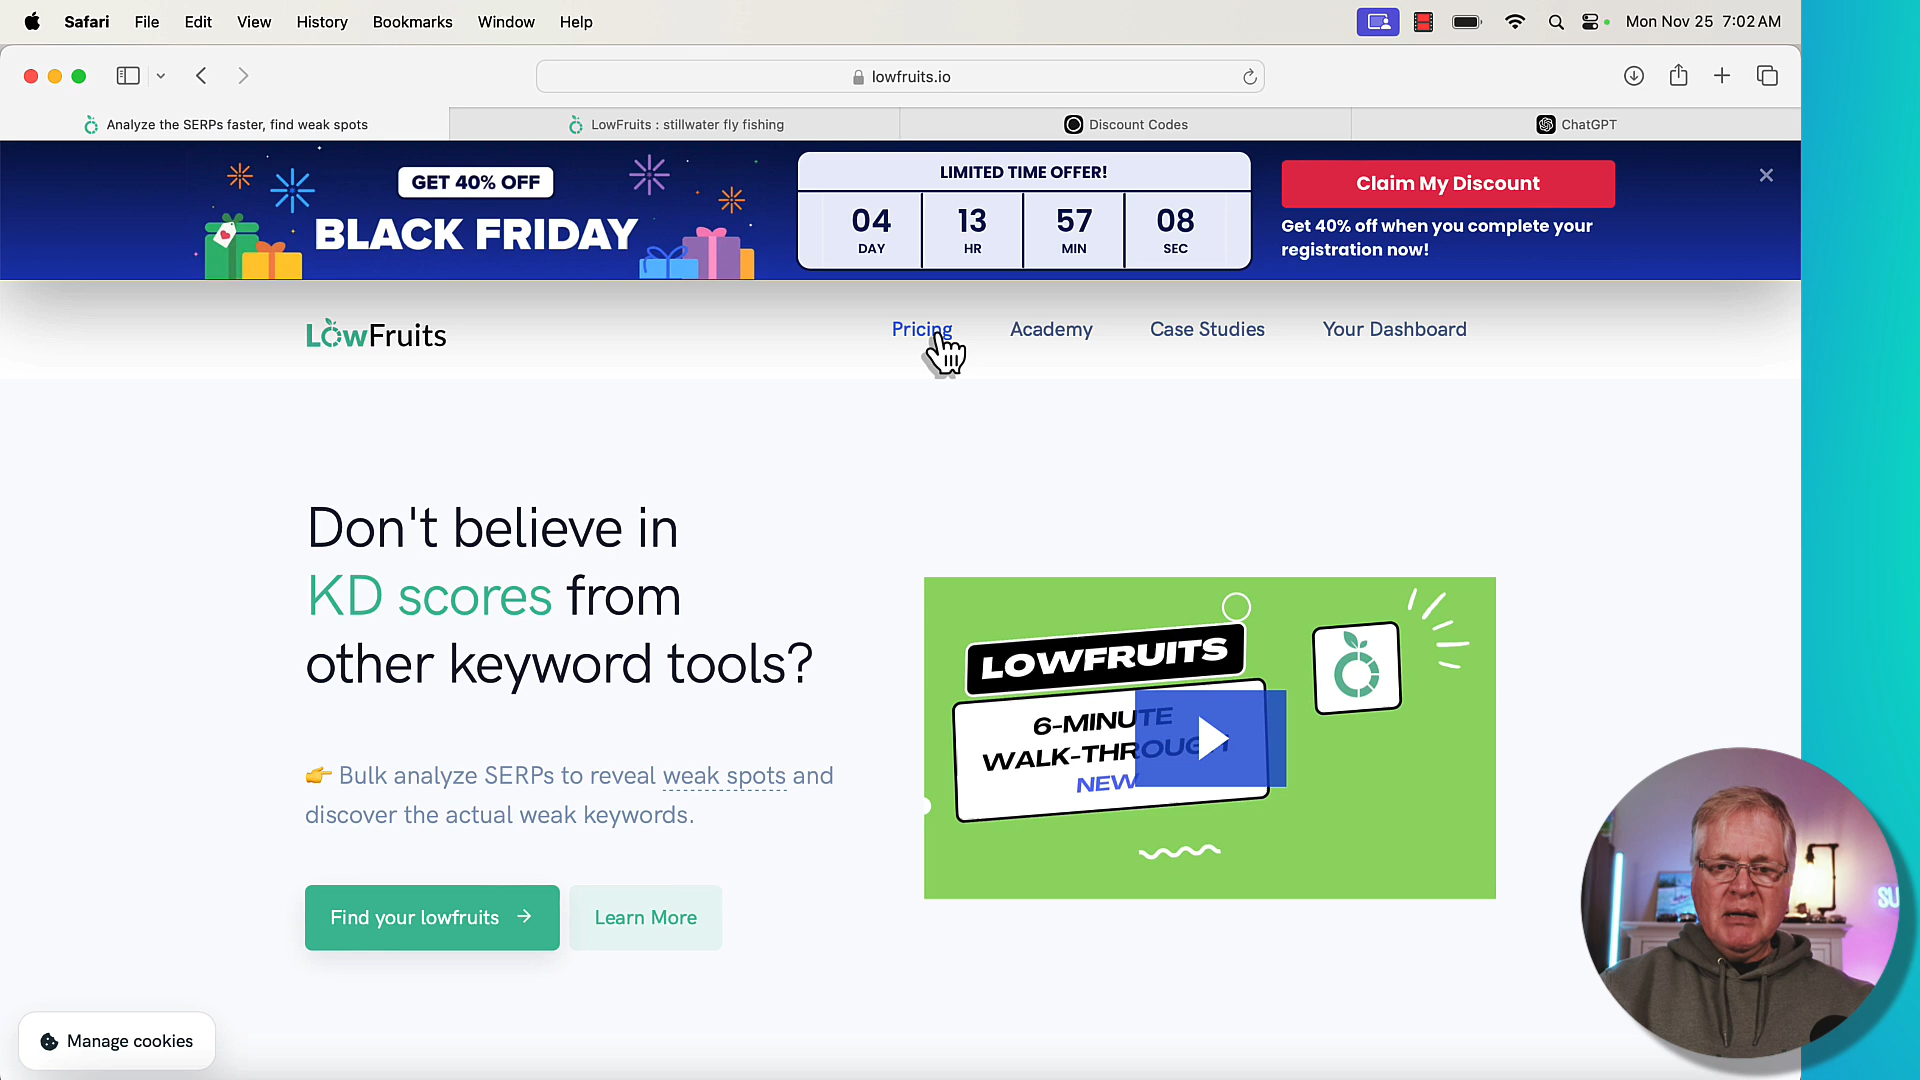 Safari File Edit View History Bookmarks Window Help
Mon Nov 25 7:02 AM
lowfruits.io
Analyze the SERPs faster, find weak spots
LowFruits : stillwater fly fishing
Discount Codes
ChatGPT
GET 40% OFF
BLACK FRIDAY
LIMITED TIME OFFER!
04 13 57 08
DAY HR MIN SEC
Claim My Discount
Get 40% off when you complete your
registration now!
LowFruits
Pricing Academy Case Studies Your Dashboard
Don't believe in
KD scores from
other keyword tools?
👉 Bulk analyze SERPs to reveal weak spots and
discover the actual weak keywords.
Find your lowfruits →
Learn More
LOWFRUITS
6-MINUTE
WALK-THROUGH
NEW
Manage cookies